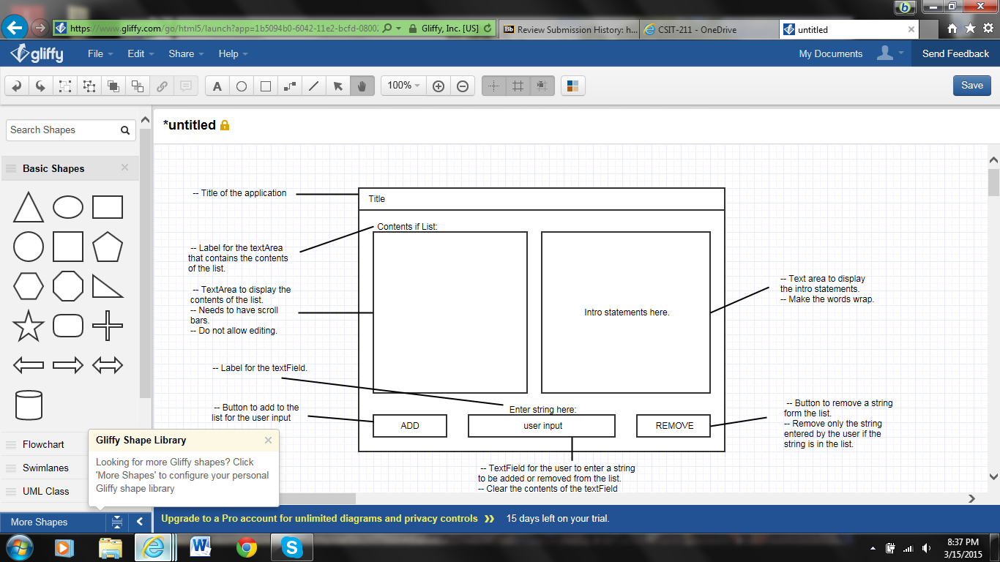 https://www.gliffy.com/go/html5/launch?app=1b5094b0-6042-11e2-bcfd-0800
Gliffy, Inc. [US]
Bb Review Submission History: h...
CSIT-211 - OneDrive
untitled
gliffy
File
Edit
Share
Help
My Documents
Send Feedback
A
100%
Save
Search Shapes
*untitled
Basic Shapes
-- Title of the application
Title
Contents if List:
-- Label for the textArea
that contains the contents
of the list.
-- TextArea to display the
contents of the list.
-- Needs to have scroll
bars.
-- Do not allow editing.
Intro statements here.
-- Text area to display
the intro statements.
-- Make the words wrap.
-- Label for the textField.
Enter string here:
-- Button to add to the
list for the user input
ADD
user input
REMOVE
-- Button to remove a string
form the list.
-- Remove only the string
entered by the user if the
string is in the list.
-- TextField for the user to enter a string
to be added or removed from the list.
-- Clear the contents of the textField
Flowchart
Swimlanes
UML Class
Gliffy Shape Library
Looking for more Gliffy shapes? Click
'More Shapes' to configure your personal
Gliffy shape library
More Shapes
Upgrade to a Pro account for unlimited diagrams and privacy controls
15 days left on your trial.
8:37 PM
3/15/2015